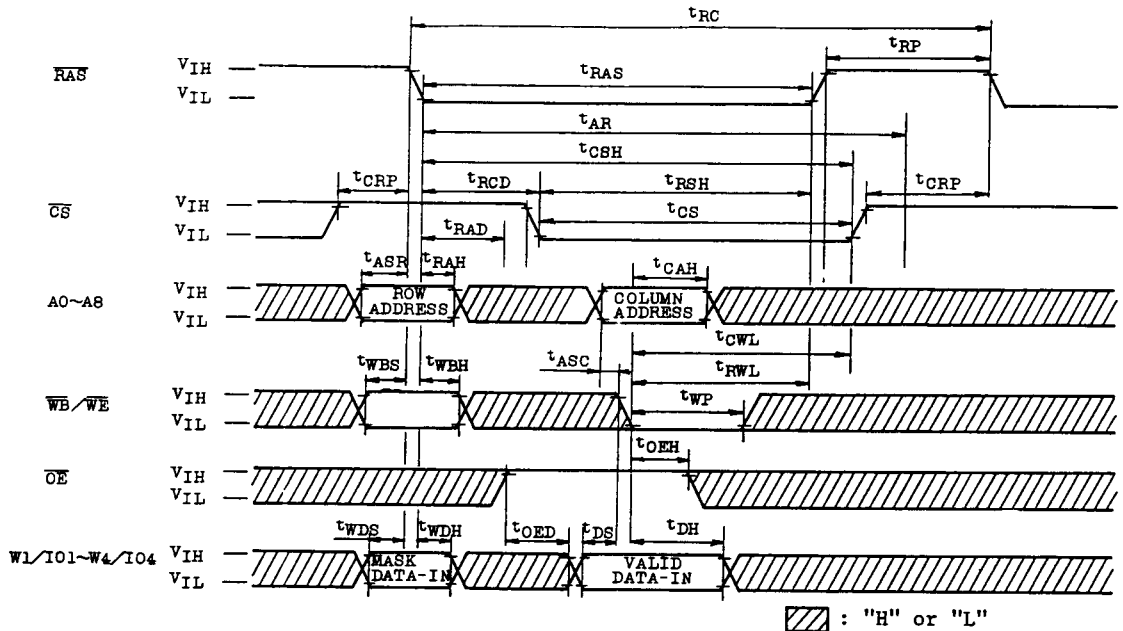 tRC
tRP
RAS
VIH
VIL
tRAS
tAR
tCSH
tCRP
tRCD
tRSH
tCRP
CS
VIH
VIL
tCS
tRAD
tASR
tRAH
tCAH
A0~A8
VIH
VIL
ROW
ADDRESS
COLUMN
ADDRESS
tCWL
tASC
tWBS
tWBH
tRWL
WB/WE
VIH
VIL
tWP
tOEH
OE
VIH
VIL
tWDS
tWDH
tOED
tDS
tDH
W1/IO1~W4/IO4
VIH
VIL
MASK
DATA-IN
VALID
DATA-IN
: "H" or "L"